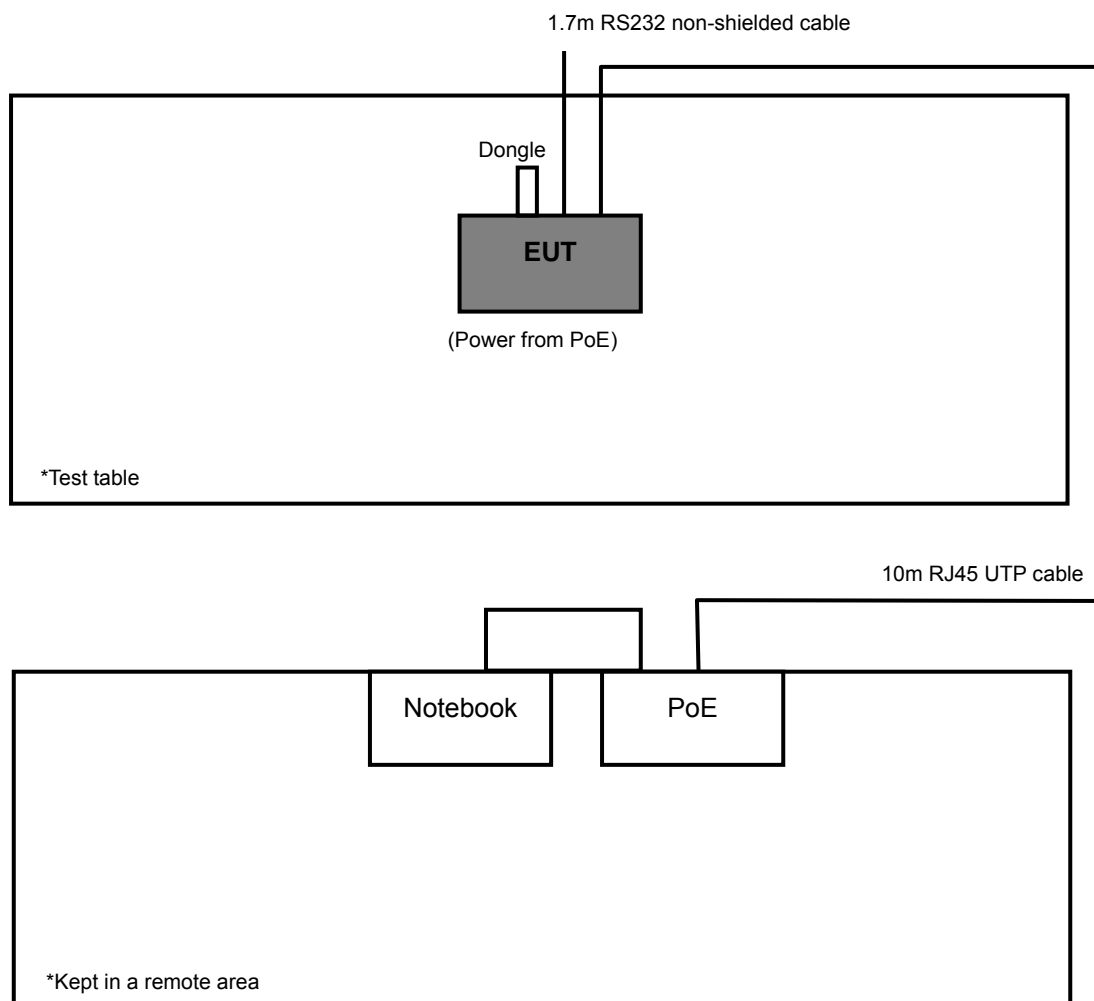 1.7m RS232 non-shielded cable
Dongle
EUT
(Power from PoE)
*Test table
10m RJ45 UTP cable
Notebook
PoE
*Kept in a remote area